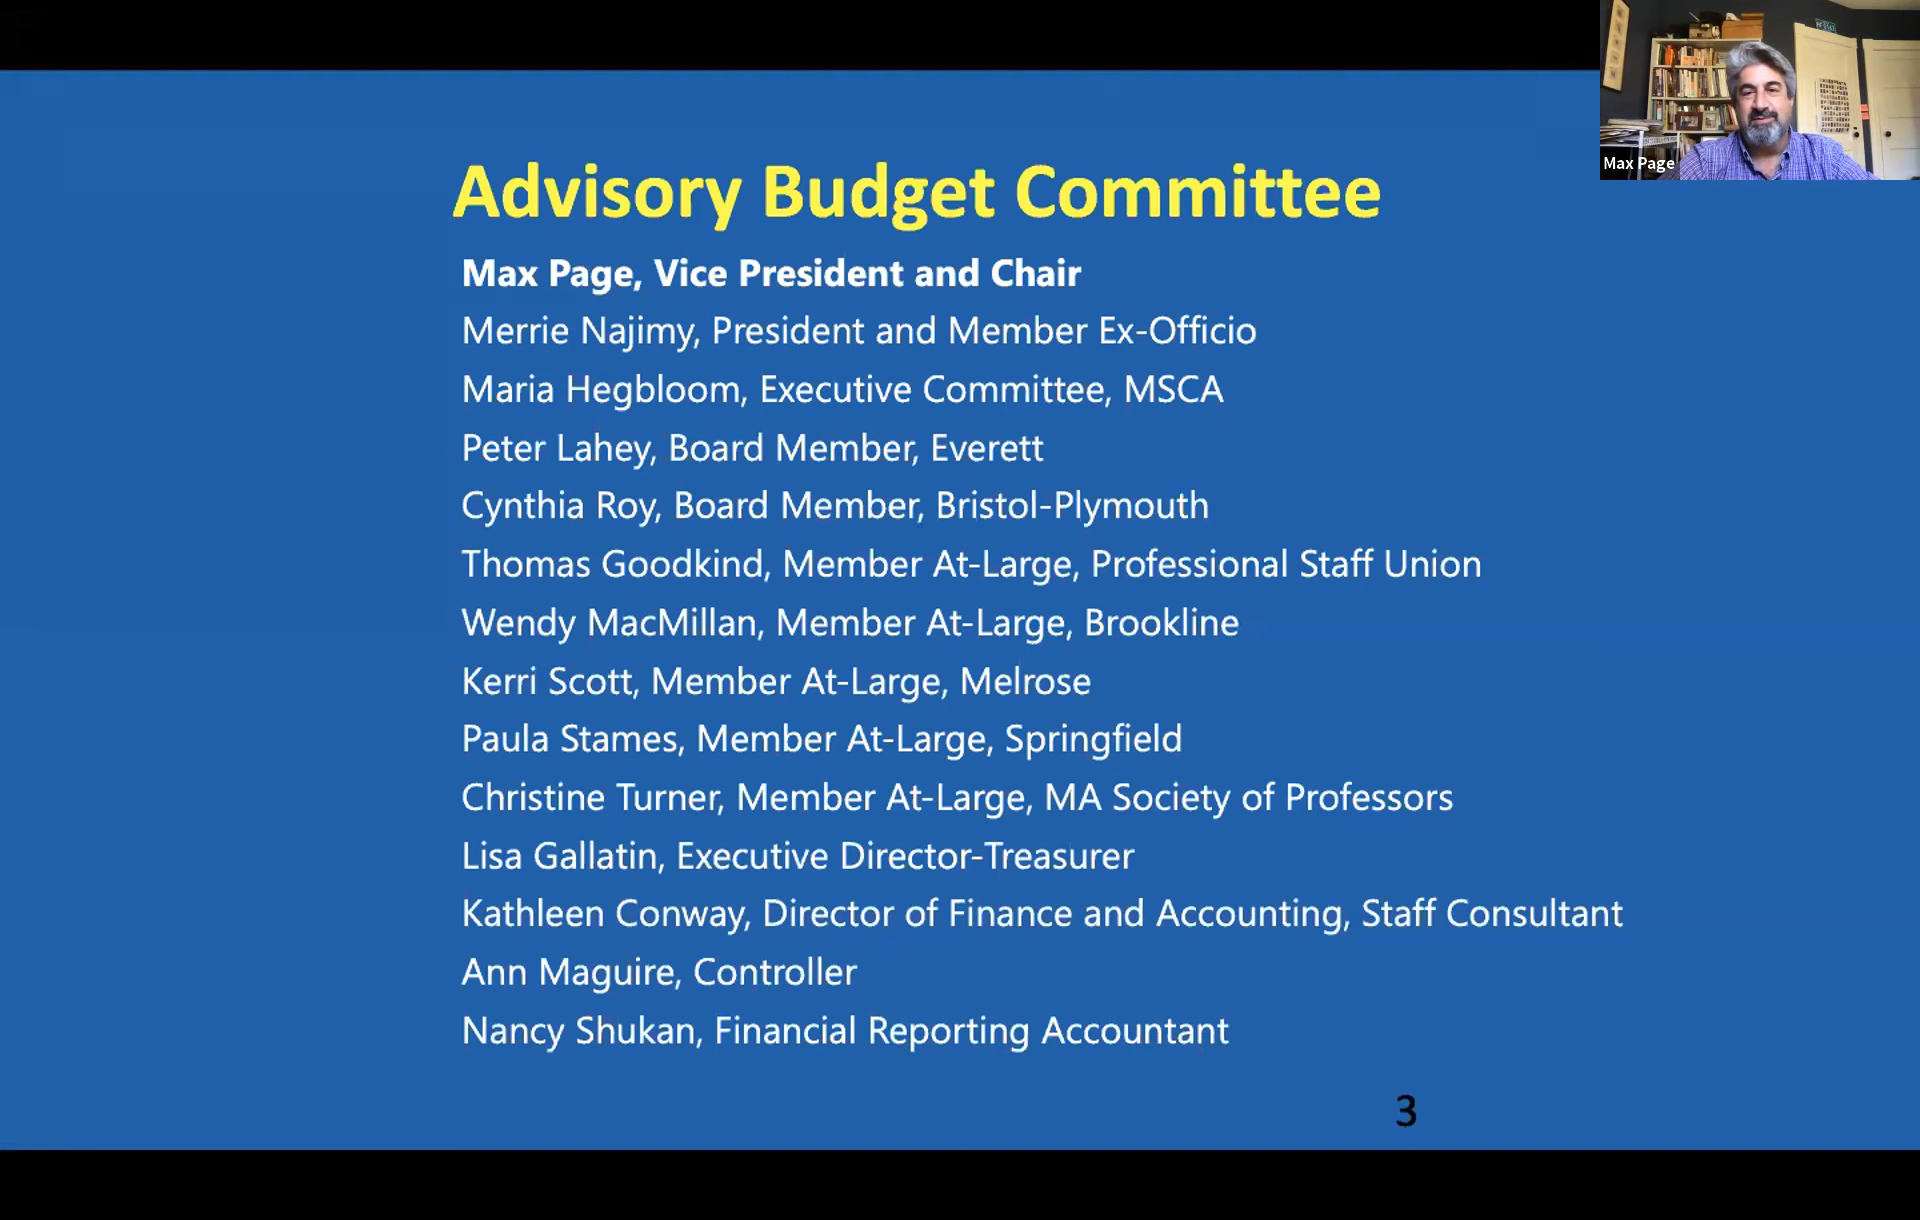 Max Page
Advisory Budget Committee
Max Page, Vice President and Chair
Merrie Najimy, President and Member Ex-Officio
Maria Hegbloom, Executive Committee, MSCA
Peter Lahey, Board Member, Everett
Cynthia Roy, Board Member, Bristol-Plymouth
Thomas Goodkind, Member At-Large, Professional Staff Union
Wendy MacMillan, Member At-Large, Brookline
Kerri Scott, Member At-Large, Melrose
Paula Stames, Member At-Large, Springfield
Christine Turner, Member At-Large, MA Society of Professors
Lisa Gallatin, Executive Director-Treasurer
Kathleen Conway, Director of Finance and Accounting, Staff Consultant
Ann Maguire, Controller
Nancy Shukan, Financial Reporting Accountant
3